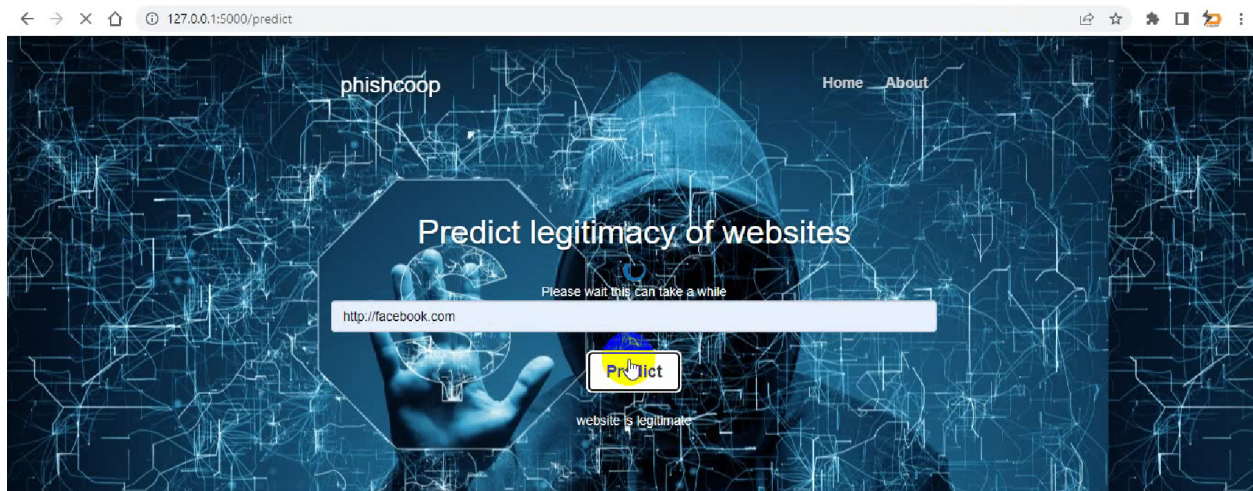 127.0.0.1:5000/predict
phishcoop
Home About
Predict legitimacy of websites
Please wait this can take a while
http://facebook.com
Predict
website is legitimate